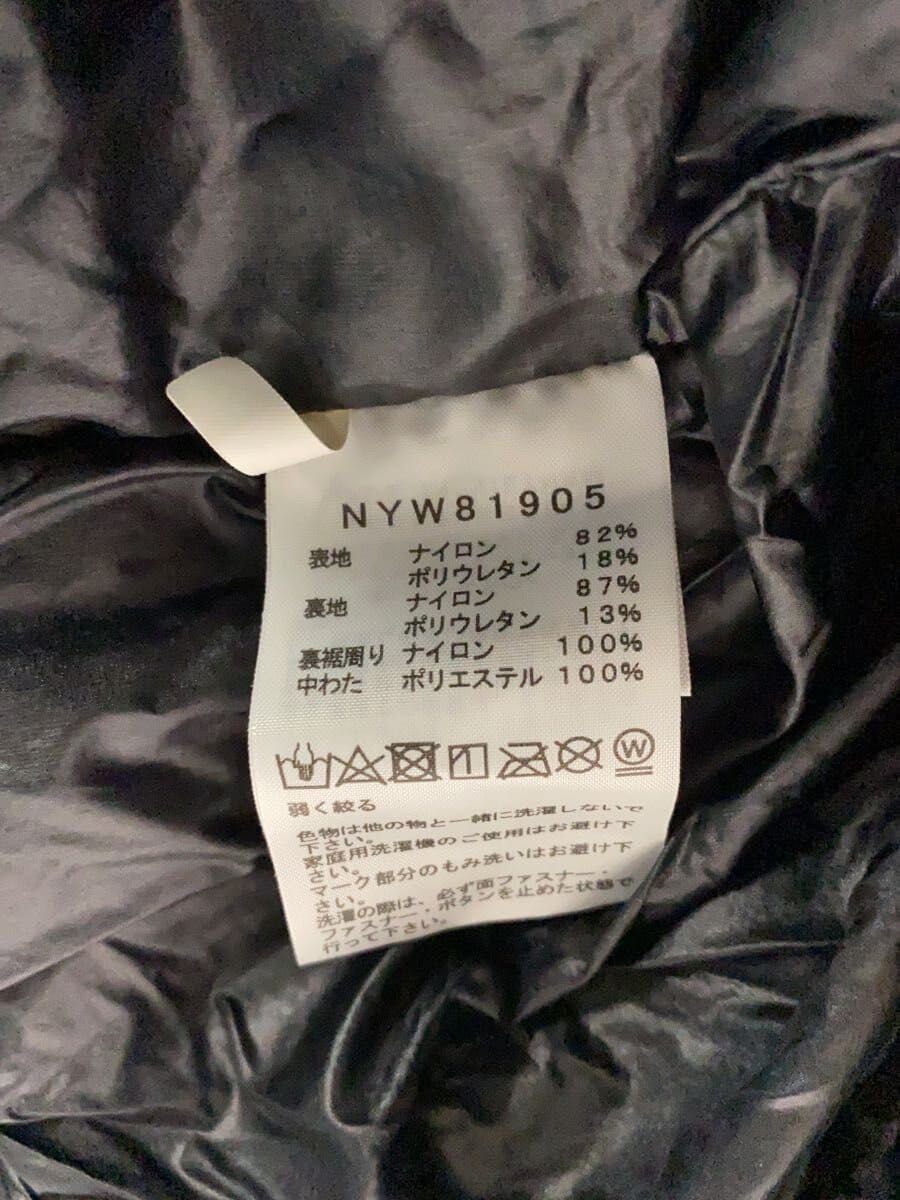 NYW81905
表地 ナイロン 82%
ポリウレタン 18%
裏地 ナイロン 87%
ポリウレタン 13%
裏裾周り ナイロン 100%
中わた ポリエステル 100%
W
弱く絞る
色物は他の物と一緒に洗濯しないで
下さい。
家庭用洗濯機のご使用はお避け下
さい。
マーク部分のもみ洗いはお避け下
さい。
洗濯の際は、必ず面ファスナー・
ファスナー・ボタンを止めた状態で
行って下さい。